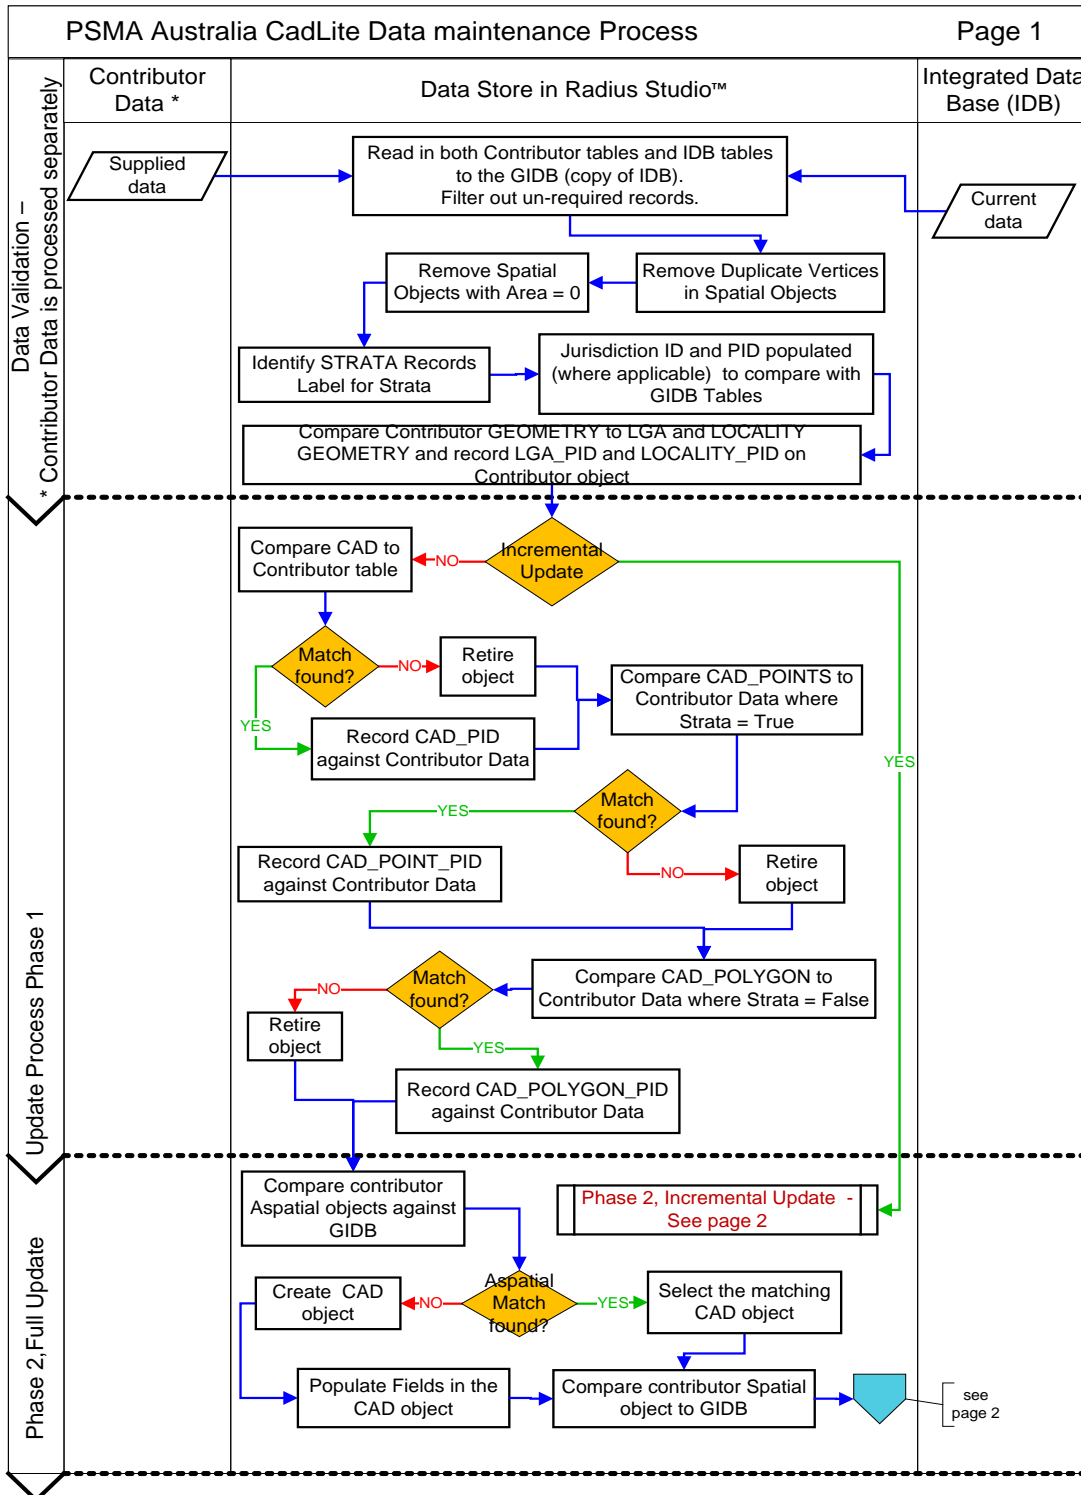 PSMA Australia CadLite Data maintenance Process
Page 1
Data Validation –
* Contributor Data is processed separately
Contributor
Data *
Data Store in Radius Studio™
Integrated Data
Base (IDB)
Supplied
data
Read in both Contributor tables and IDB tables
to the GIDB (copy of IDB).
Filter out un-required records.
Current
data
Remove Spatial
Objects with Area = 0
Remove Duplicate Vertices
in Spatial Objects
Identify STRATA Records
Label for Strata
Jurisdiction ID and PID populated
(where applicable) to compare with
GIDB Tables
Compare Contributor GEOMETRY to LGA and LOCALITY
GEOMETRY and record LGA_PID and LOCALITY_PID on
Contributor object
Update Process Phase 1
Incremental
Update
NO
YES
Compare CAD to
Contributor table
Match
found?
NO
YES
Retire
object
Record CAD_PID
against Contributor Data
Compare CAD_POINTS to
Contributor Data where
Strata = True
Match
found?
YES
NO
Record CAD_POINT_PID
against Contributor Data
Retire
object
Compare CAD_POLYGON to
Contributor Data where Strata = False
Match
found?
NO
YES
Retire
object
Record CAD_POLYGON_PID
against Contributor Data
Phase 2,Full Update
Compare contributor
Aspatial objects against
GIDB
Phase 2, Incremental Update -
See page 2
Aspatial
Match
found?
NO
YES
Create CAD
object
Select the matching
CAD object
Populate Fields in the
CAD object
Compare contributor Spatial
object to GIDB
see
page 2